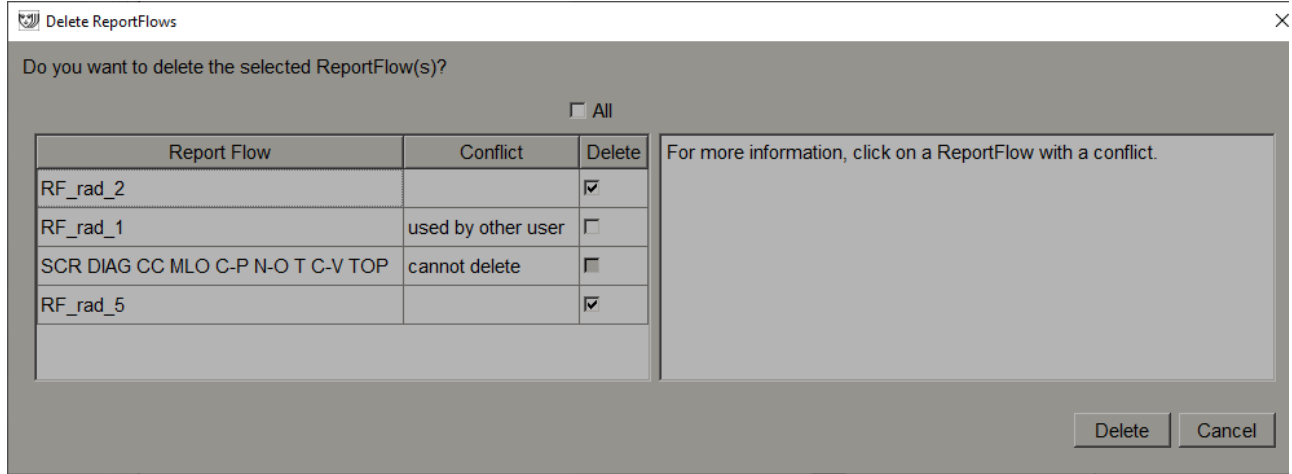 Delete ReportFlows
Do you want to delete the selected ReportFlow(s)?
All
Report Flow Conflict Delete
RF_rad_2
RF_rad_1 used by other user
SCR DIAG CC MLO C-P N-O T C-V TOP cannot delete
RF_rad_5
For more information, click on a ReportFlow with a conflict.
Delete Cancel